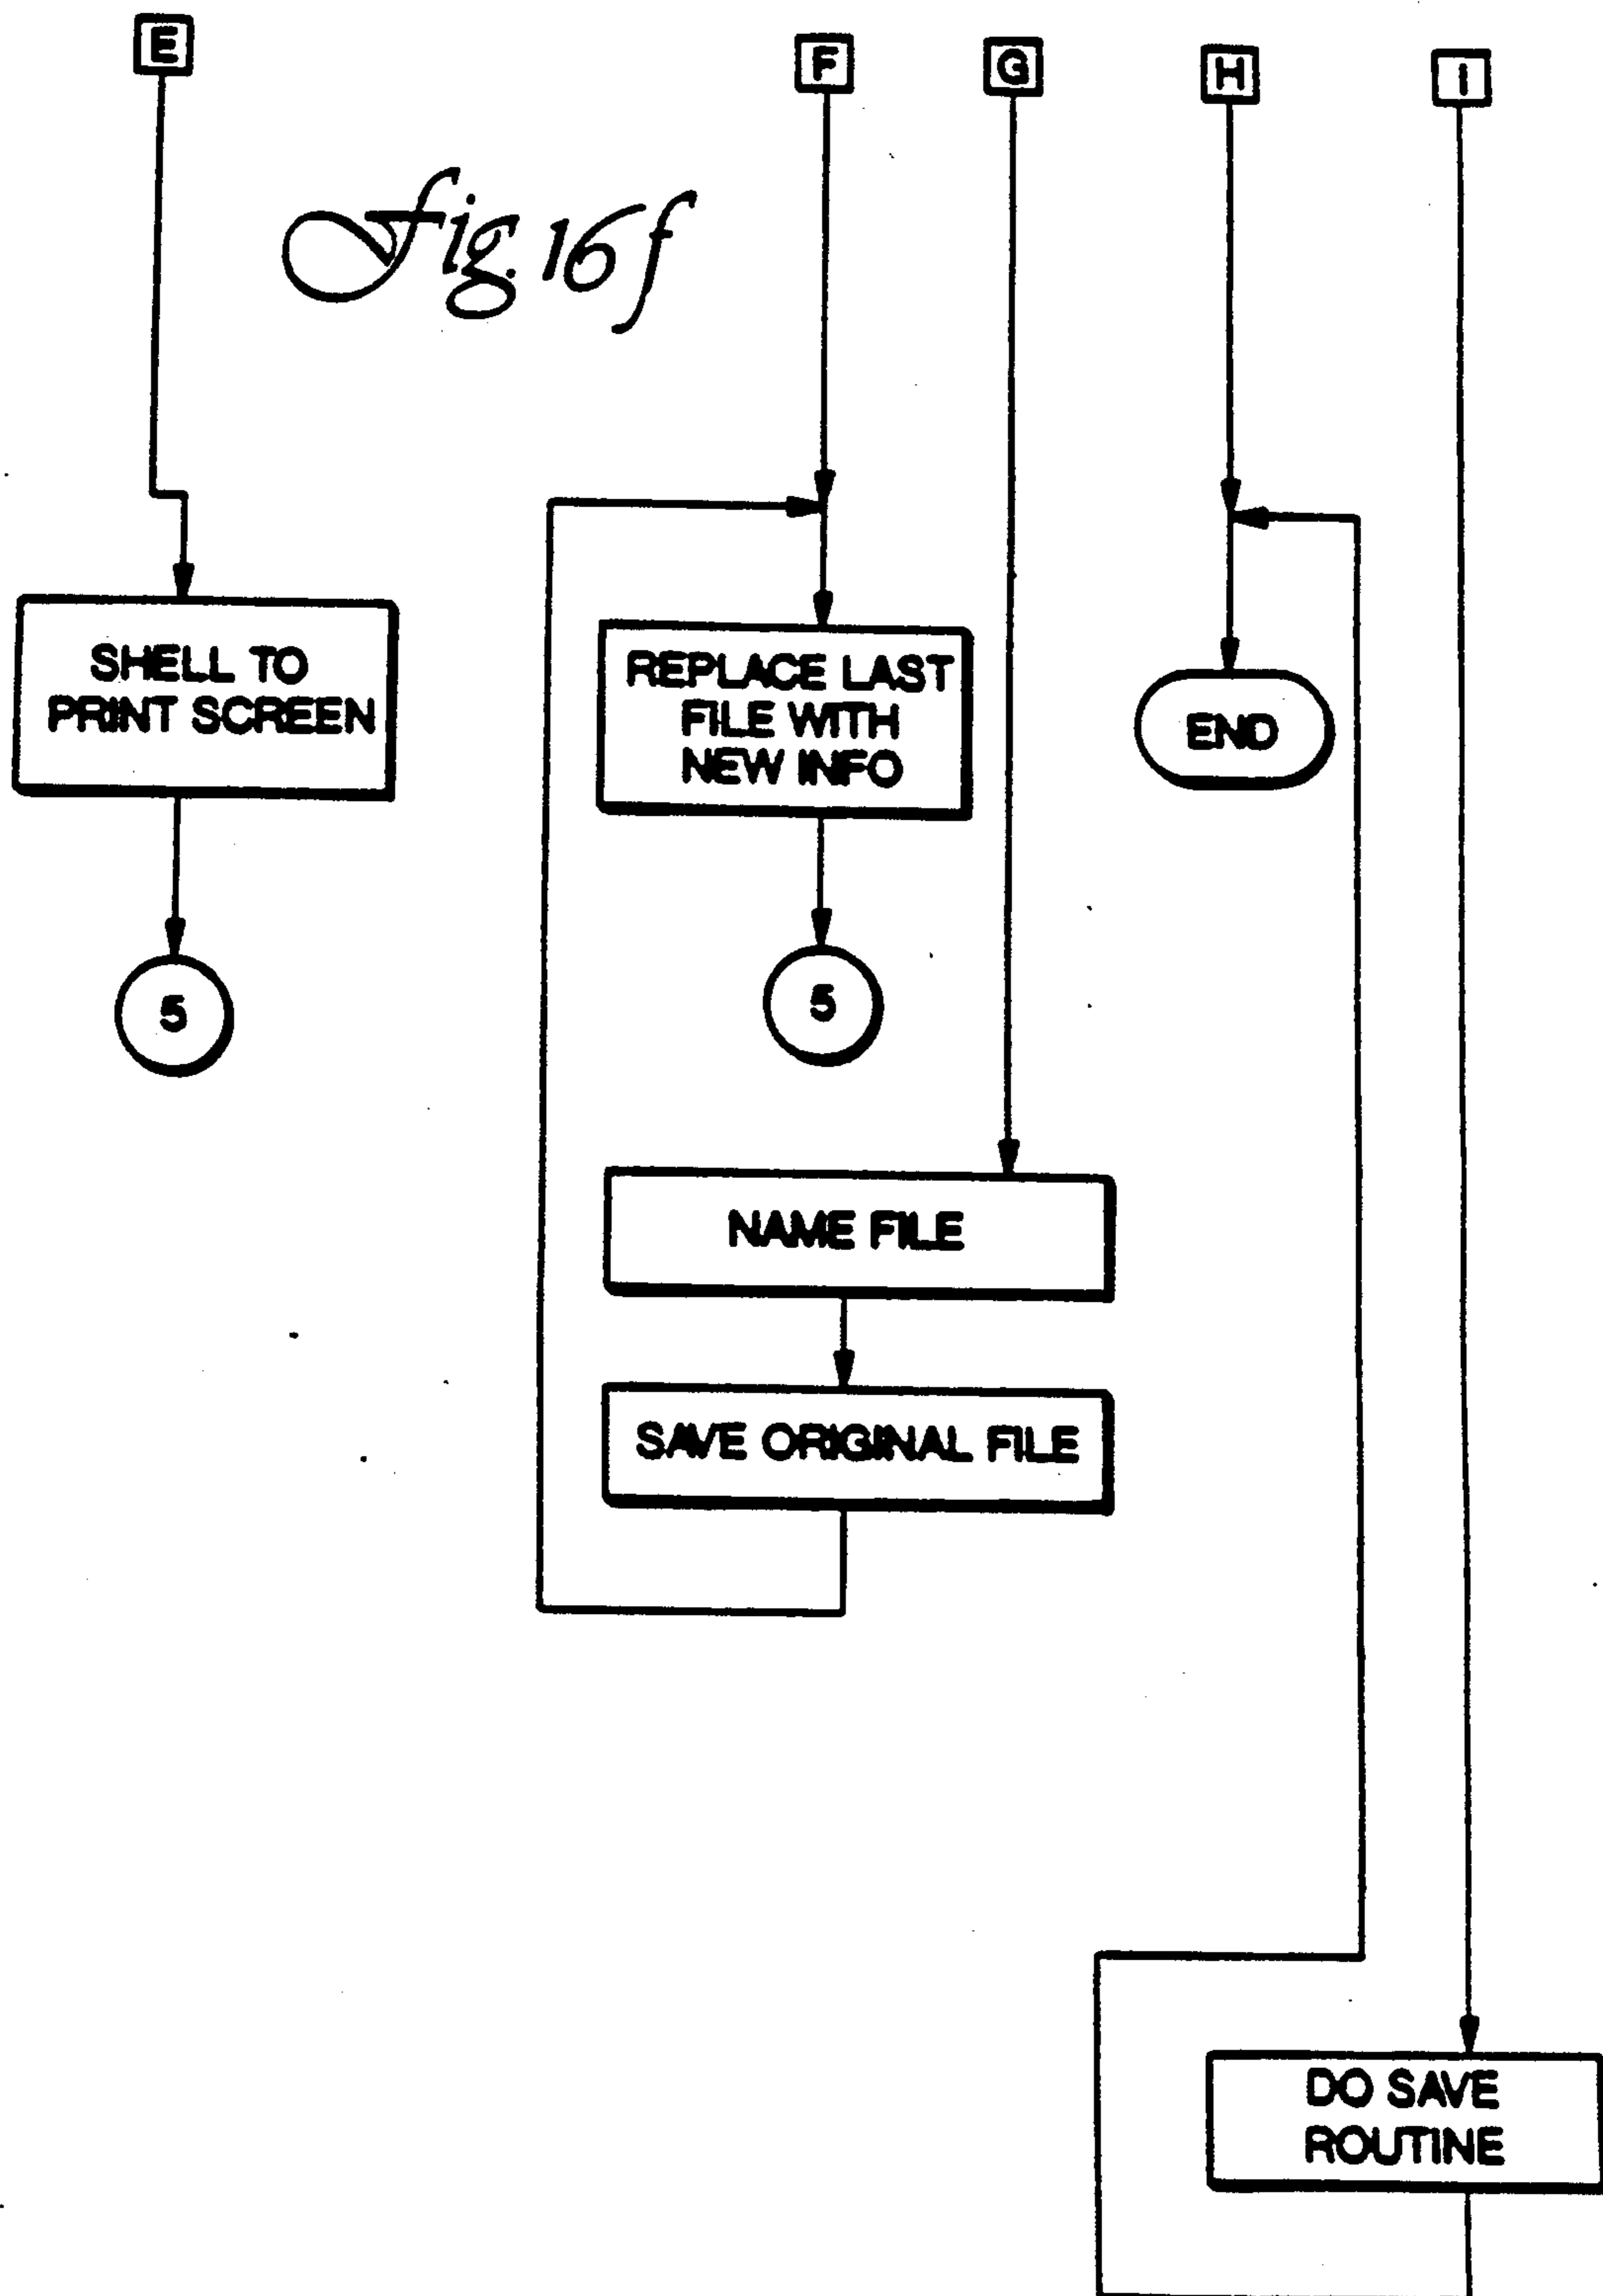 E F G H I
Fig. 16f
SHELL TO
PRINT SCREEN
REPLACE LAST
FILE WITH
NEW INFO
END
5
5
NAME FILE
SAVE ORIGINAL FILE
DO SAVE
ROUTINE